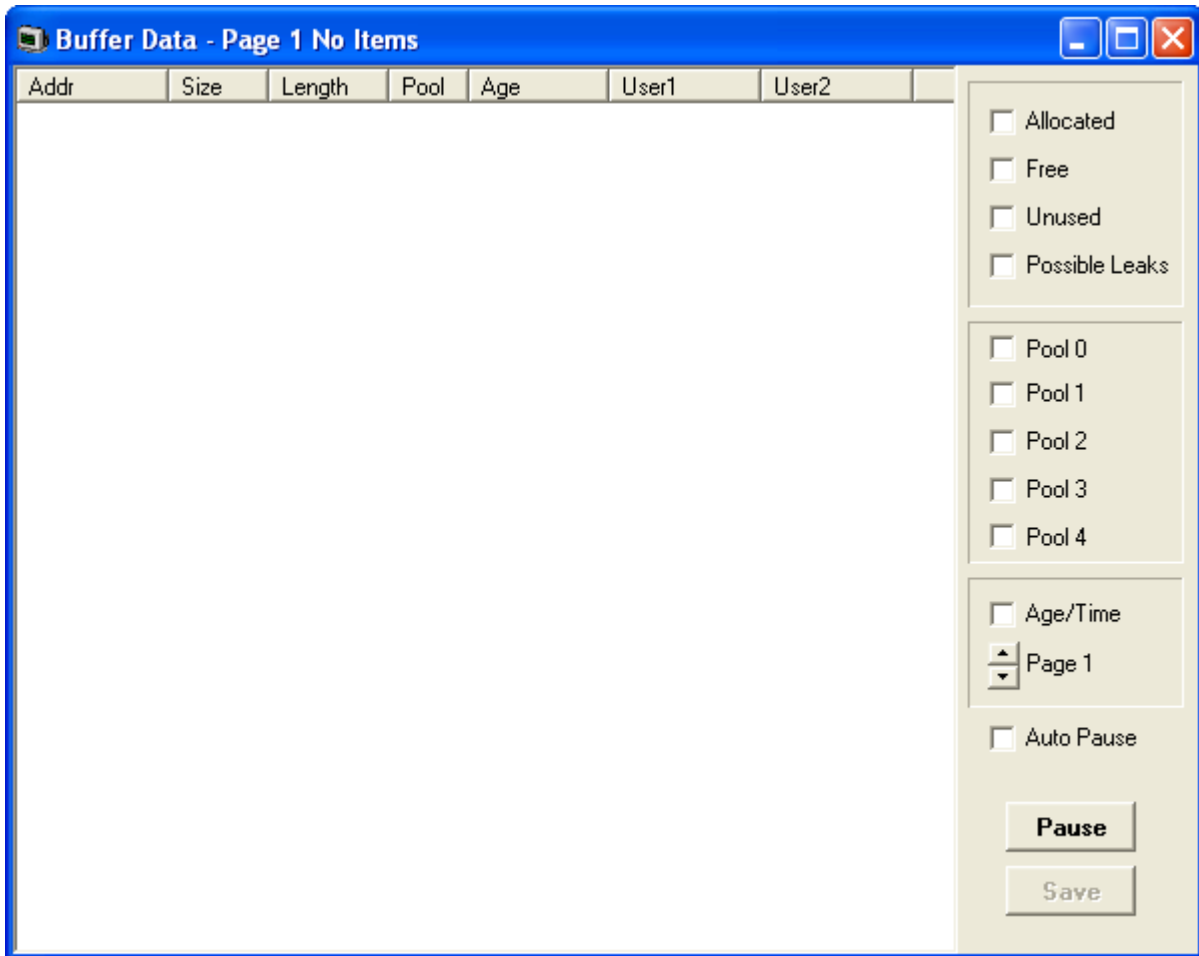 Buffer Data - Page 1 No Items
Addr Size Length Pool Age User1 User2
Allocated
Free
Unused
Possible Leaks
Pool 0
Pool 1
Pool 2
Pool 3
Pool 4
Age/Time
Page 1
Auto Pause
Pause
Save